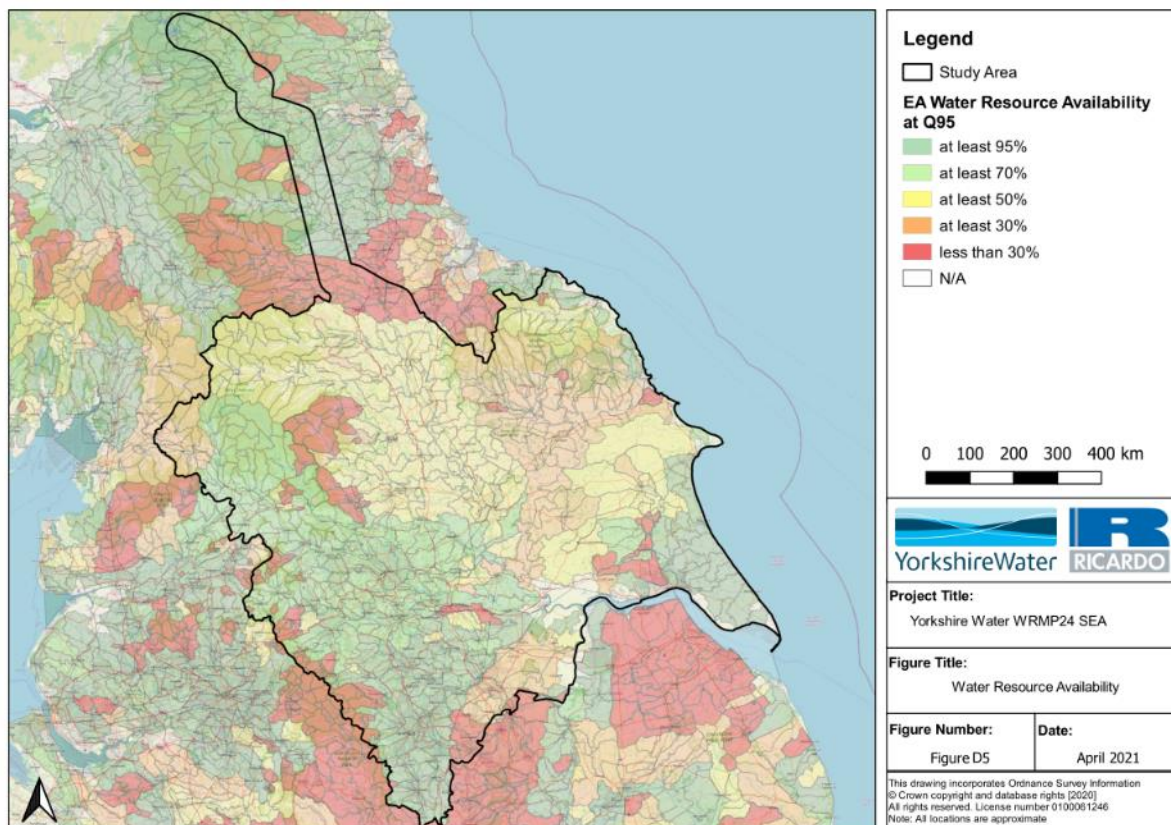 Legend
Study Area
EA Water Resource Availability
at Q95
at least 95%
at least 70%
at least 50%
at least 30%
less than 30%
N/A
0 100 200 300 400 km
YorkshireWater
R
RICARDO
Project Title:
Yorkshire Water WRMP24 SEA
Figure Title:
Water Resource Availability
Figure Number:
Figure D5
Date:
April 2021
This drawing incorporates Ordnance Survey Information
© Crown copyright and database rights [2020]
All rights reserved. License number 0100061246
Note: All locations are approximate